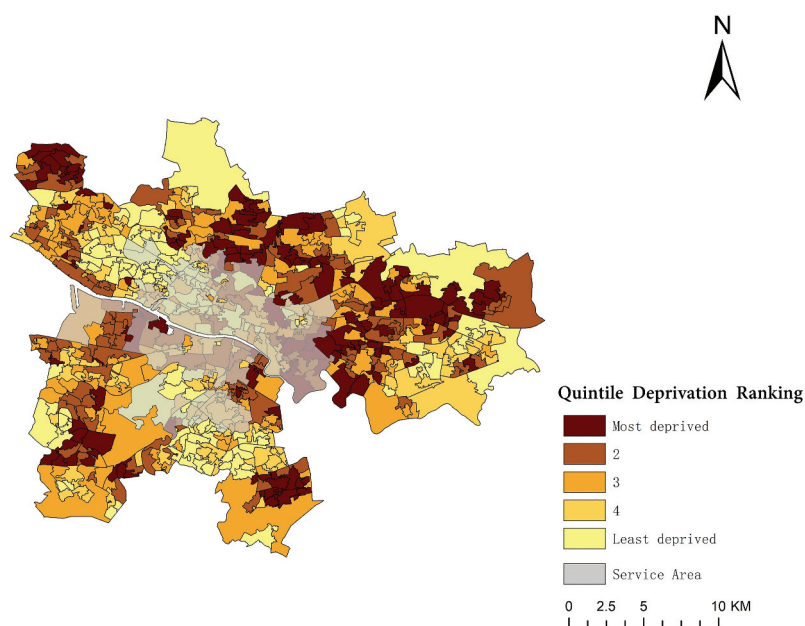 N
Quintile Deprivation Ranking
Most deprived
2
3
4
Least deprived
Service Area
0 2.5 5 10 KM